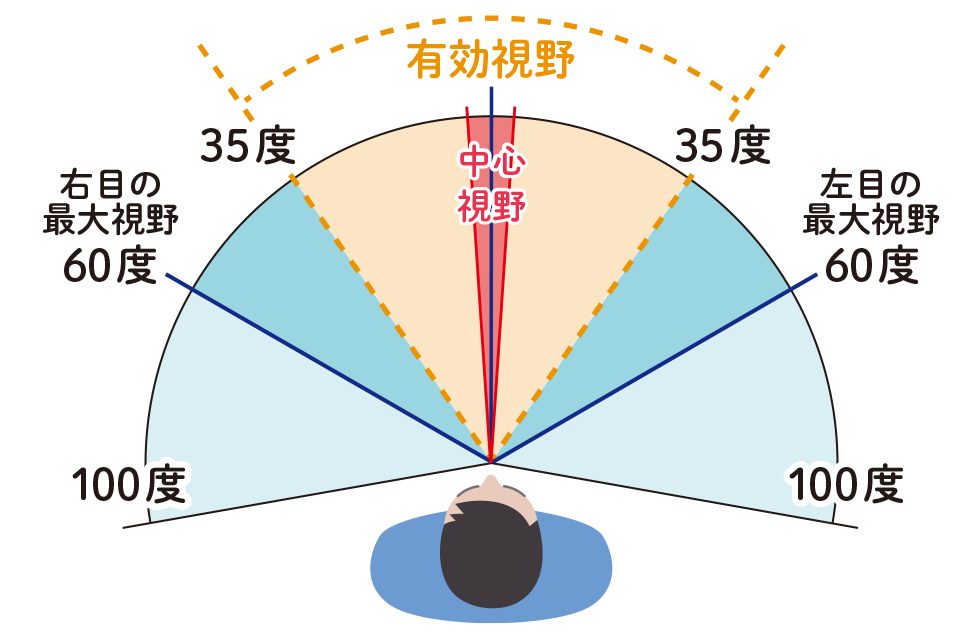 有効視野
35度
35度
中心
視野
右目の
最大視野
60度
左目の
最大視野
60度
100度
100度